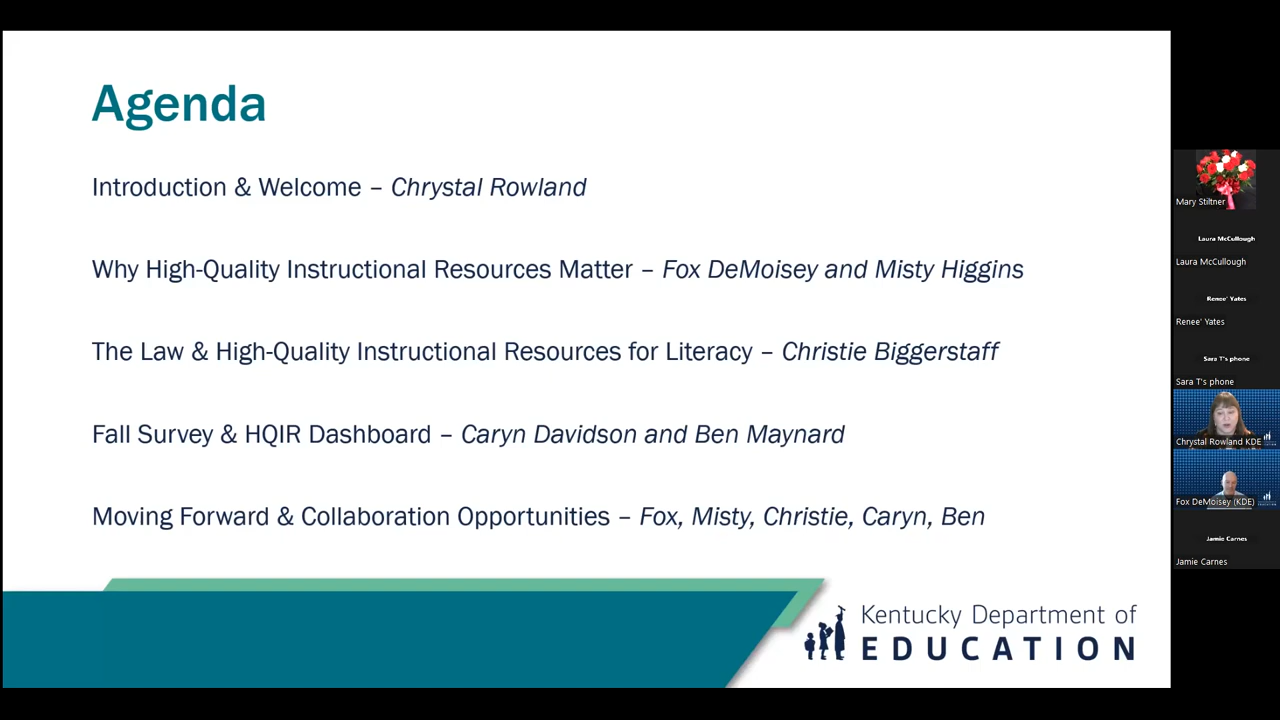 Agenda
Introduction & Welcome – Chrystal Rowland
Why High-Quality Instructional Resources Matter – Fox DeMoisey and Misty Higgins
The Law & High-Quality Instructional Resources for Literacy – Christie Biggerstaff
Fall Survey & HQIR Dashboard – Caryn Davidson and Ben Maynard
Moving Forward & Collaboration Opportunities – Fox, Misty, Christie, Caryn, Ben
Kentucky Department of
EDUCATION
Mary Stiltner
Laura McCullough
Laura McCullough
Renee' Yates
Renee' Yates
Sara T's phone
Sara T's phone
Chrystal Rowland KDE
Fox DeMoisey (KDE)
Jamie Carnes
Jamie Carnes